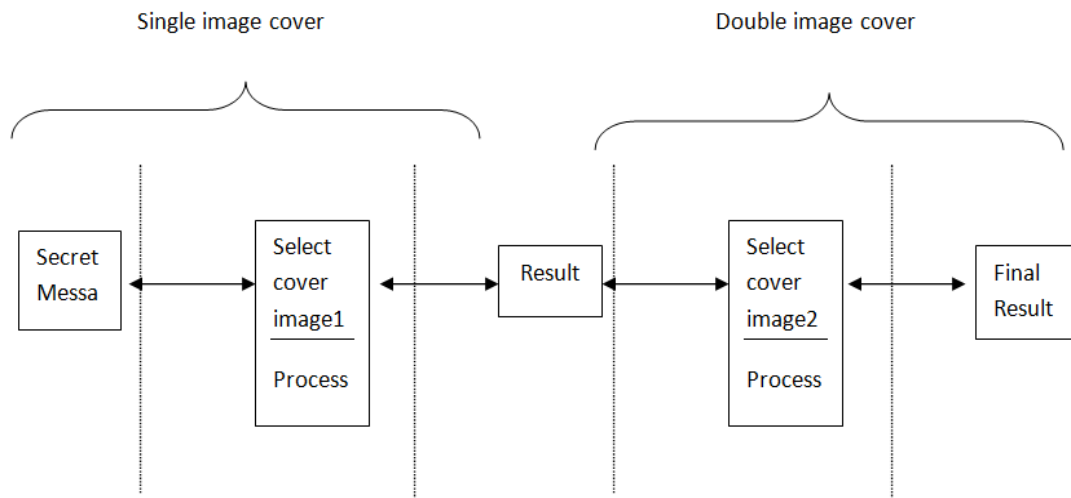 Single image cover
Double image cover
Secret
Messa
Select
cover
image1
Process
Result
Select
cover
image2
Process
Final
Result